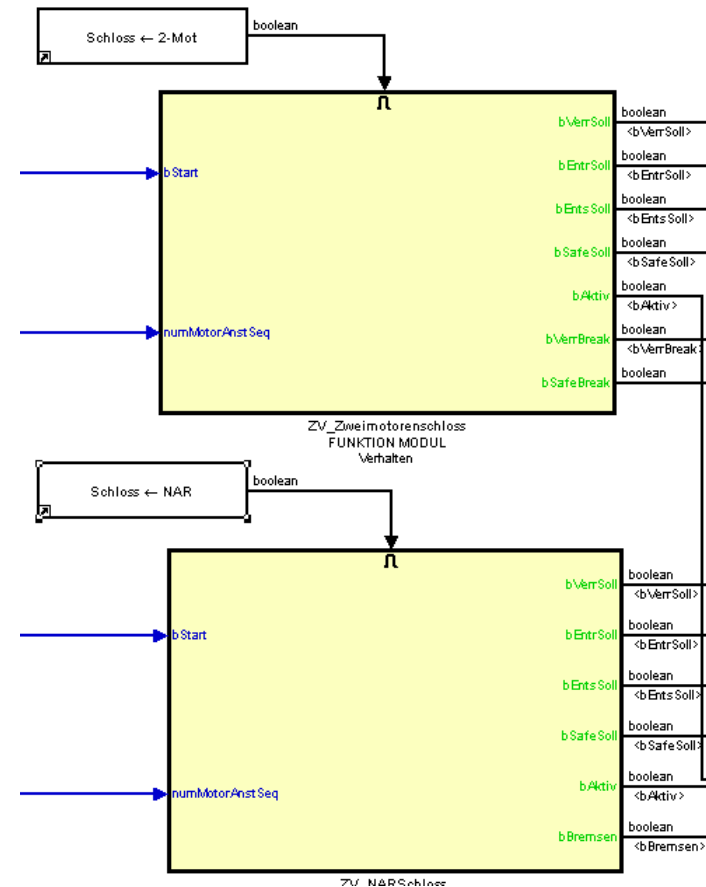 boolean
Schloss ← 2-Mot
bVerrSoll
boolean
<bVerrSoll>
bEntrSoll
boolean
<bEntrSoll>
bStart
bEntsSoll
boolean
<bEntsSoll>
bSafeSoll
boolean
<bSafeSoll>
bAktiv
boolean
<bAktiv>
numMotorAnstSeq
bVerrBreak
boolean
<bVerrBreak>
bSafeBreak
boolean
ZV_Zweimotorenschloss
FUNKTION MODUL
Verhalten
boolean
Schloss ← NAR
bVerrSoll
boolean
<bVerrSoll>
bStart
bEntrSoll
boolean
<bEntrSoll>
bEntsSoll
boolean
<bEntsSoll>
bSafeSoll
boolean
<bSafeSoll>
numMotorAnstSeq
bAktiv
boolean
<bAktiv>
bBremsen
boolean
<bBremsen>
ZV_NARSchloss